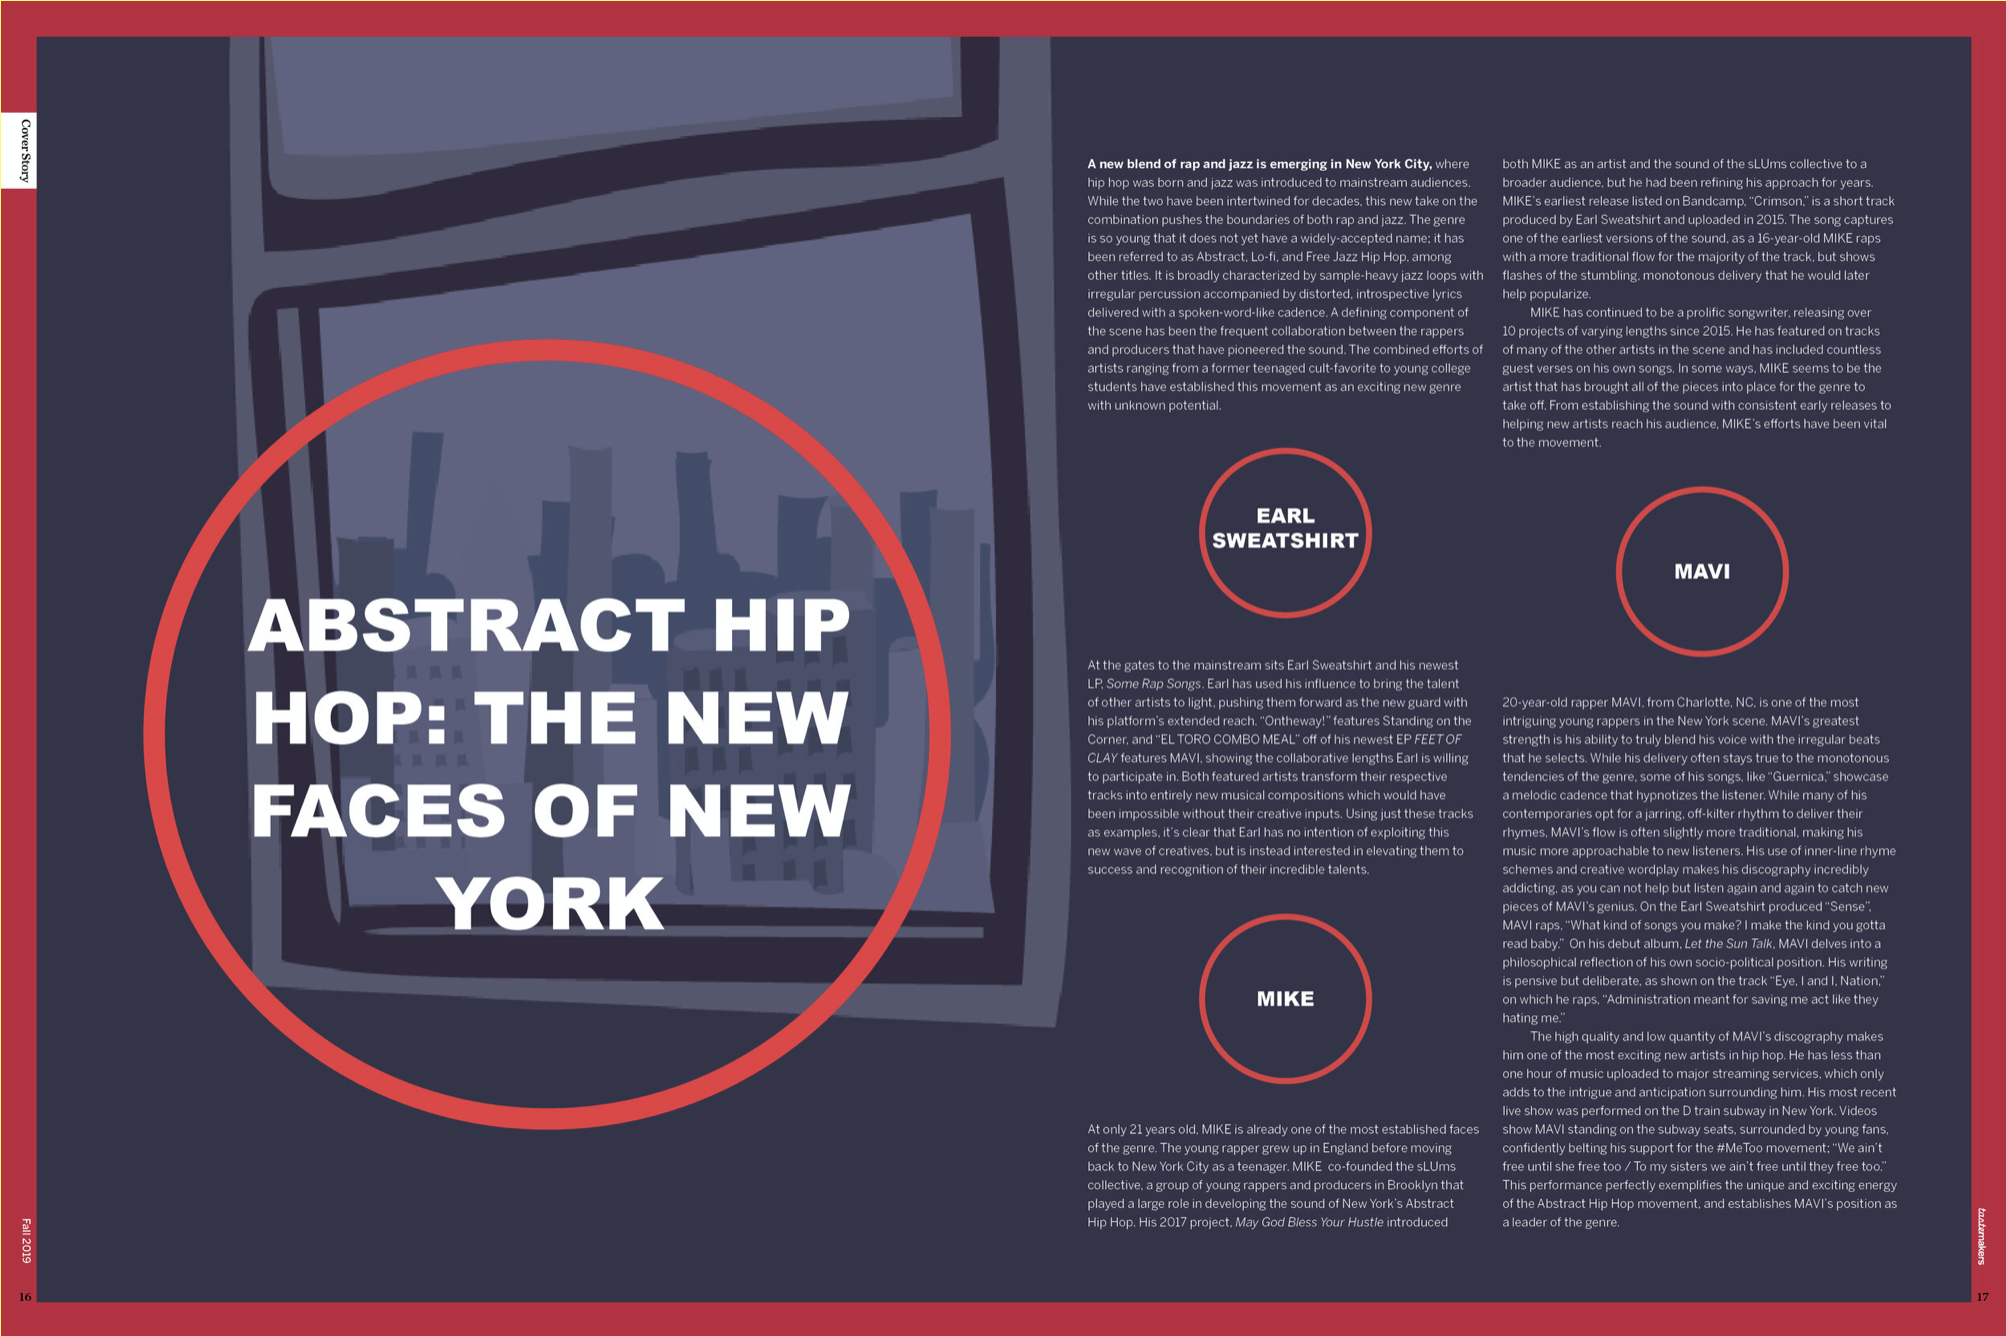 Cover Story
ABSTRACT HIP
HOP: THE NEW
FACES OF NEW
YORK
A new blend of rap and jazz is emerging in New York City, where
hip hop was born and jazz was introduced to mainstream audiences.
While the two have been intertwined for decades, this new take on the
combination pushes the boundaries of both rap and jazz. The genre
is so young that it does not yet have a widely-accepted name; it has
been referred to as Abstract, Lo-fi, and Free Jazz Hip Hop, among
other titles. It is broadly characterized by sample-heavy jazz loops with
irregular percussion accompanied by distorted, introspective lyrics
delivered with a spoken-word-like cadence. A defining component of
the scene has been the frequent collaboration between the rappers
and producers that have pioneered the sound. The combined efforts of
artists ranging from a former teenaged cult-favorite to young college
students have established this movement as an exciting new genre
with unknown potential.
EARL
SWEATSHIRT
At the gates to the mainstream sits Earl Sweatshirt and his newest
LP, Some Rap Songs. Earl has used his influence to bring the talent
of other artists to light, pushing them forward as the new guard with
his platform's extended reach. “Ontheway!” features Standing on the
Corner, and “EL TORO COMBO MEAL” off of his newest EP FEET OF
CLAY features MAVI, showing the collaborative lengths Earl is willing
to participate in. Both featured artists transform their respective
tracks into entirely new musical compositions which would have
been impossible without their creative inputs. Using just these tracks
as examples, it's clear that Earl has no intention of exploiting this
new wave of creatives, but is instead interested in elevating them to
success and recognition of their incredible talents.
MIKE
At only 21 years old, MIKE is already one of the most established faces
of the genre. The young rapper grew up in England before moving
back to New York City as a teenager. MIKE co-founded the sLUms
collective, a group of young rappers and producers in Brooklyn that
played a large role in developing the sound of New York's Abstract
Hip Hop. His 2017 project, May God Bless Your Hustle introduced
both MIKE as an artist and the sound of the sLUms collective to a
broader audience, but he had been refining his approach for years.
MIKE's earliest release listed on Bandcamp, “Crimson,” is a short track
produced by Earl Sweatshirt and uploaded in 2015. The song captures
one of the earliest versions of the sound, as a 16-year-old MIKE raps
with a more traditional flow for the majority of the track, but shows
flashes of the stumbling, monotonous delivery that he would later
help popularize.
MIKE has continued to be a prolific songwriter, releasing over
10 projects of varying lengths since 2015. He has featured on tracks
of many of the other artists in the scene and has included countless
guest verses on his own songs. In some ways, MIKE seems to be the
artist that has brought all of the pieces into place for the genre to
take off. From establishing the sound with consistent early releases to
helping new artists reach his audience, MIKE's efforts have been vital
to the movement.
MAVI
20-year-old rapper MAVI, from Charlotte, NC, is one of the most
intriguing young rappers in the New York scene. MAVI's greatest
strength is his ability to truly blend his voice with the irregular beats
that he selects. While his delivery often stays true to the monotonous
tendencies of the genre, some of his songs, like “Guernica,” showcase
a melodic cadence that hypnotizes the listener. While many of his
contemporaries opt for a jarring, off-kilter rhythm to deliver their
rhymes, MAVI's flow is often slightly more traditional, making his
music more approachable to new listeners. His use of inner-line rhyme
schemes and creative wordplay makes his discography incredibly
addicting, as you can not help but listen again and again to catch new
pieces of MAVI's genius. On the Earl Sweatshirt produced “Sense”,
MAVI raps, “What kind of songs you make? I make the kind you gotta
read baby.” On his debut album, Let the Sun Talk, MAVI delves into a
philosophical reflection of his own socio-political position. His writing
is pensive but deliberate, as shown on the track “Eye, I and I, Nation,”
on which he raps, “Administration meant for saving me act like they
hating me.”
The high quality and low quantity of MAVI's discography makes
him one of the most exciting new artists in hip hop. He has less than
one hour of music uploaded to major streaming services, which only
adds to the intrigue and anticipation surrounding him. His most recent
live show was performed on the D train subway in New York. Videos
show MAVI standing on the subway seats, surrounded by young fans,
confidently belting his support for the #MeToo movement; “We ain't
free until she free too / To my sisters we ain't free until they free too.”
This performance perfectly exemplifies the unique and exciting energy
of the Abstract Hip Hop movement, and establishes MAVI's position as
a leader of the genre.
Fall 2019
16
tastemakers
17